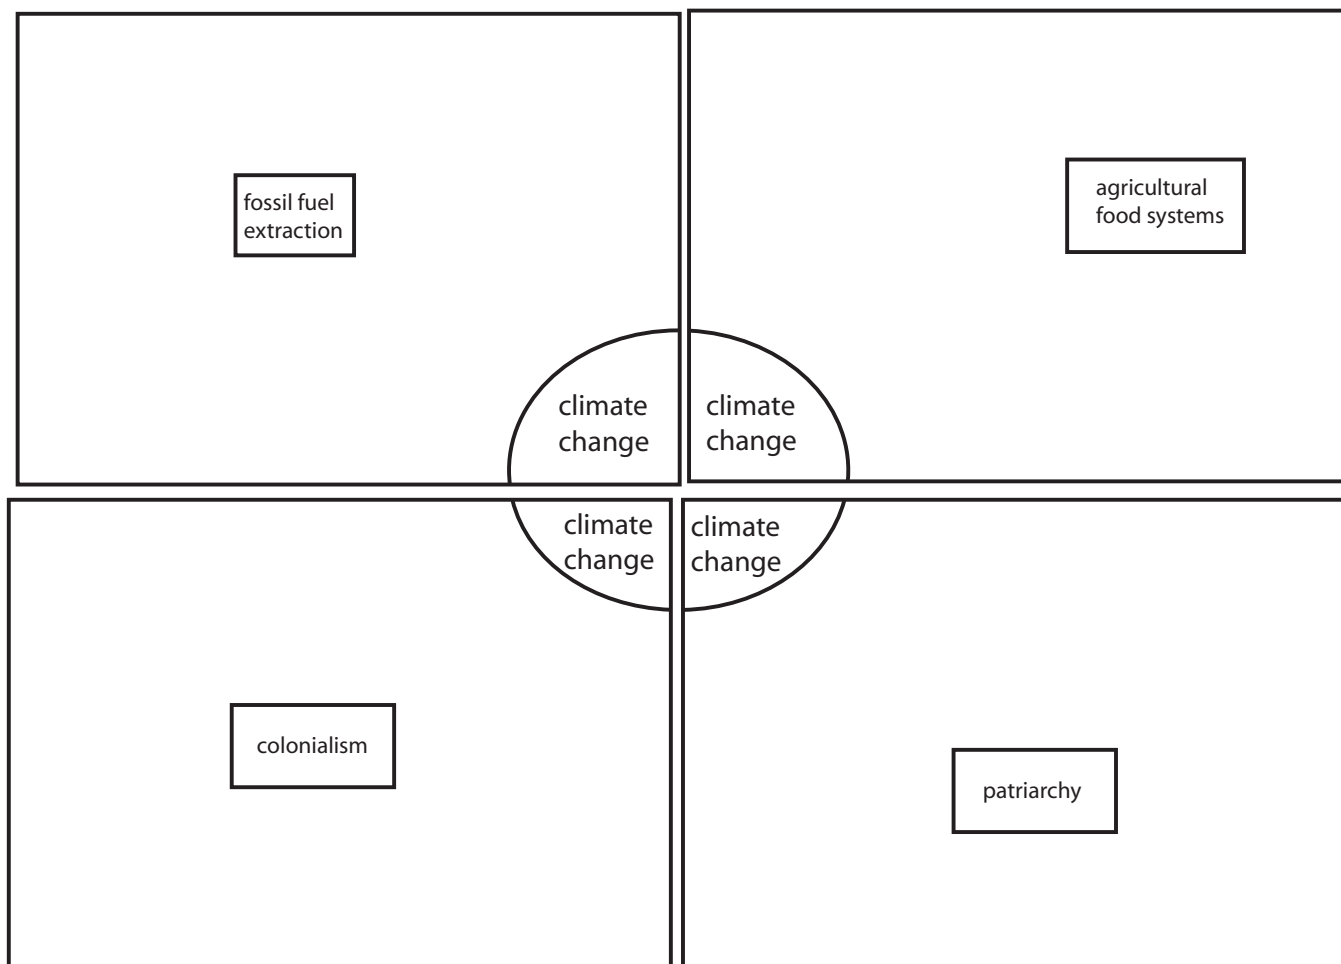 fossil fuel
extraction
agricultural
food systems
climate
change
climate
change
climate
change
climate
change
colonialism
patriarchy